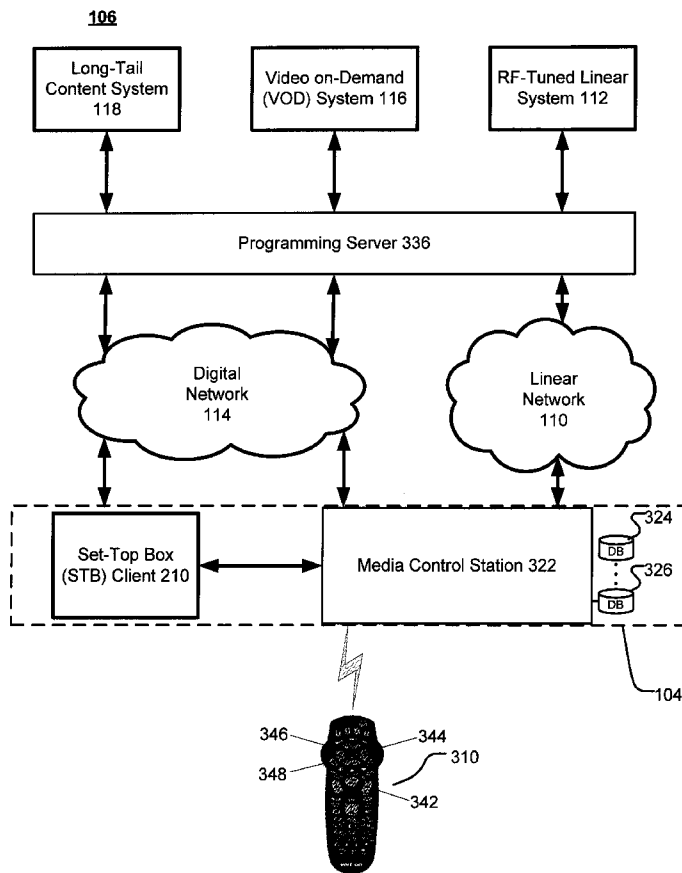 106
Long-Tail
Content System
118
Video on-Demand
(VOD) System 116
RF-Tuned Linear
System 112
Programming Server 336
Digital
Network
114
Linear
Network
110
Set-Top Box
(STB) Client 210
Media Control Station 322
324
DB
326
DB
104
346
344
348
310
342